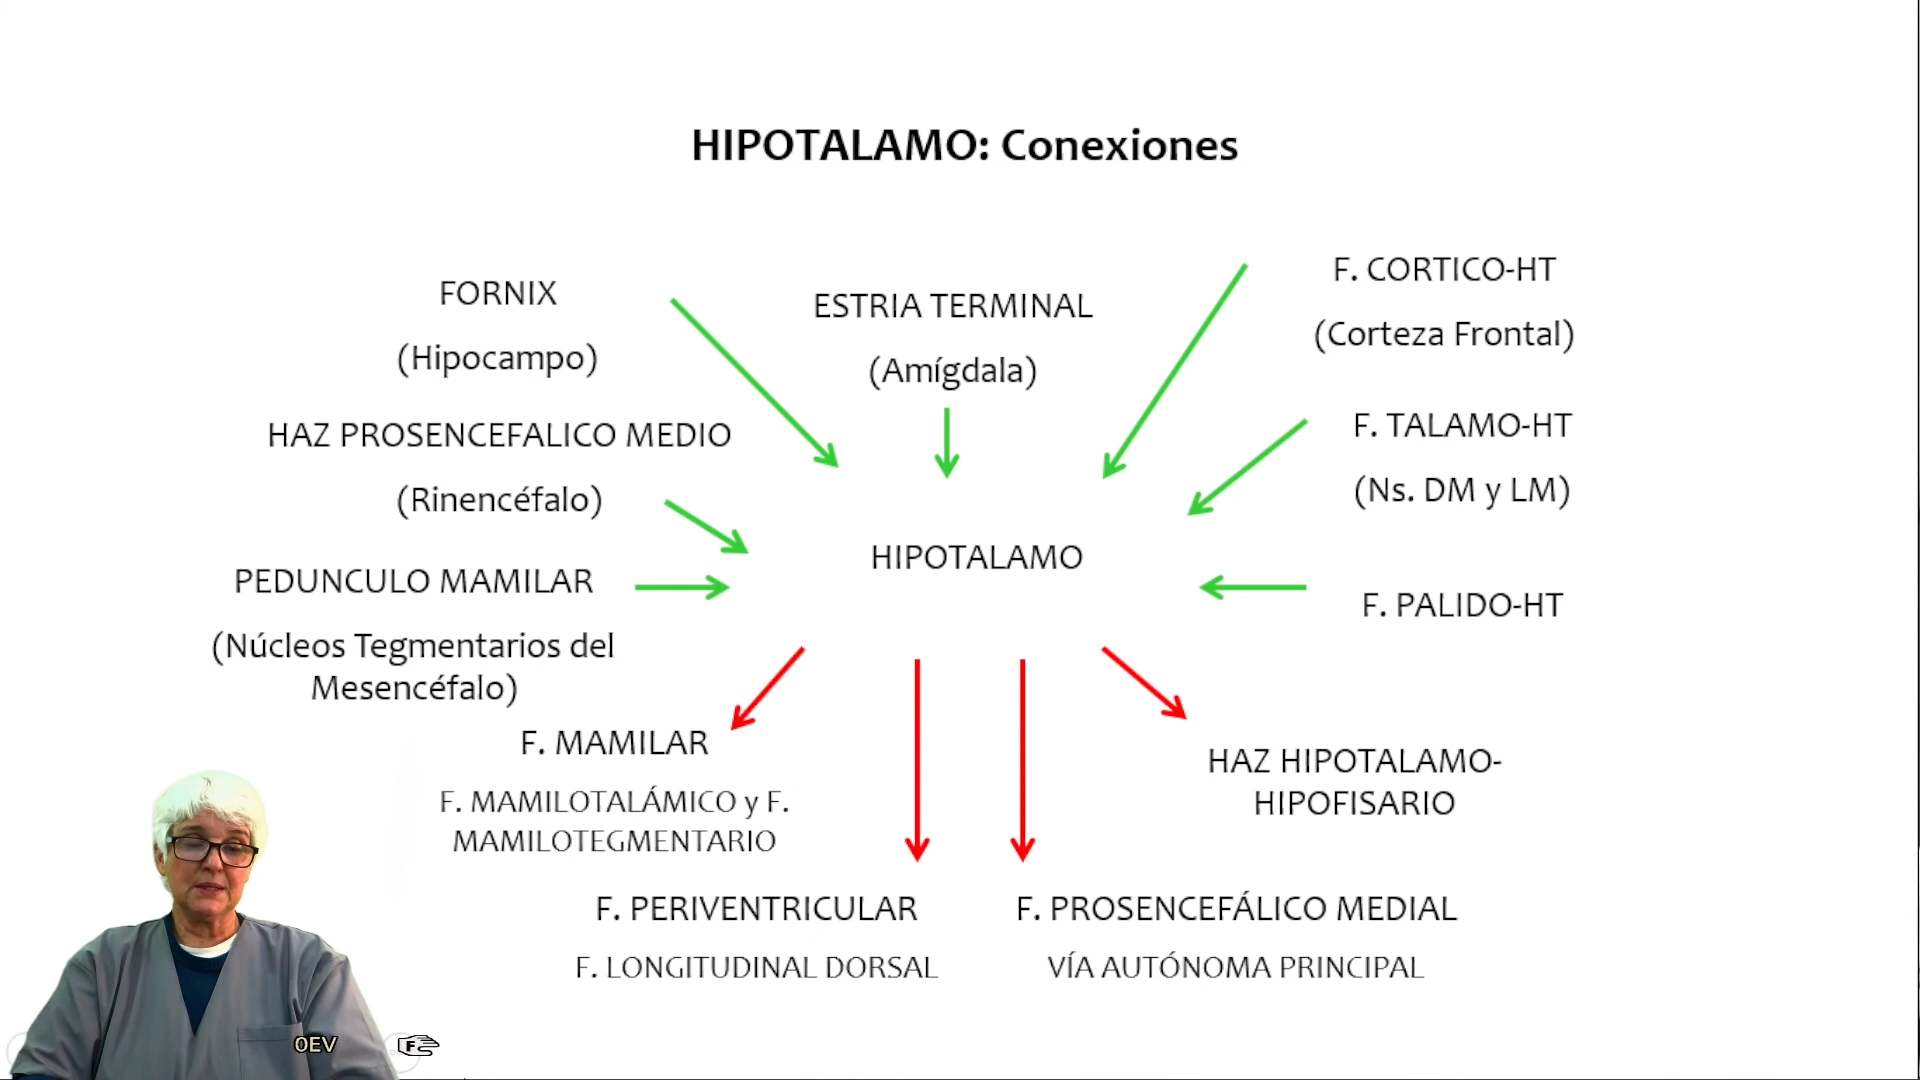 HIPOTALAMO: Conexiones
FORNIX
(Hipocampo)
ESTRIA TERMINAL
(Amígdala)
F. CORTICO-HT
(Corteza Frontal)
HAZ PROSENCEFALICO MEDIO
(Rinencéfalo)
F. TALAMO-HT
(Ns. DM y LM)
HIPOTALAMO
PEDUNCULO MAMILAR
(Núcleos Tegmentarios del
Mesencéfalo)
F. PALIDO-HT
F. MAMILAR
F. MAMILOTALÁMICO y F.
MAMILOTEGMENTARIO
HAZ HIPOTALAMO-
HIPOFISARIO
F. PERIVENTRICULAR
F. LONGITUDINAL DORSAL
F. PROSENCEFÁLICO MEDIAL
VÍA AUTÓNOMA PRINCIPAL
OEV
F